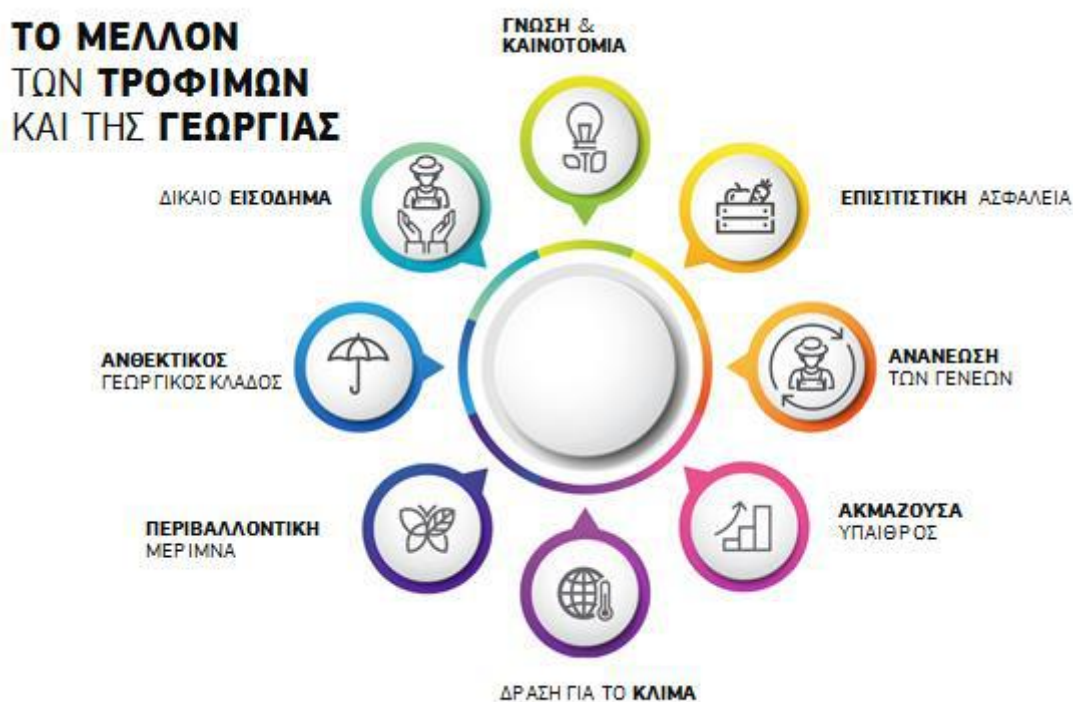 ΤΟ ΜΕΛΛΟΝ
ΤΩΝ ΤΡΟΦΙΜΩΝ
ΚΑΙ ΤΗΣ ΓΕΩΡΓΙΑΣ
ΓΝΩΣΗ &
ΚΑΙΝΟΤΟΜΙΑ
ΔΙΚΑΙΟ ΕΙΣΟΔΗΜΑ
ΕΠΙΣΙΤΙΣΤΙΚΗ ΑΣΦΑΛΕΙΑ
ΑΝΘΕΚΤΙΚΟΣ
ΓΕΩΡΓΙΚΟΣ ΚΛΑΔΟΣ
ΑΝΑΝΕΩΣΗ
ΤΩΝ ΓΕΝΕΩΝ
ΠΕΡΙΒΑΛΛΟΝΤΙΚΗ
ΜΕΡΙΜΝΑ
ΑΚΜΑΖΟΥΣΑ
ΥΠΑΙΘΡΟΣ
ΔΡΑΣΗ ΓΙΑ ΤΟ ΚΛΙΜΑ